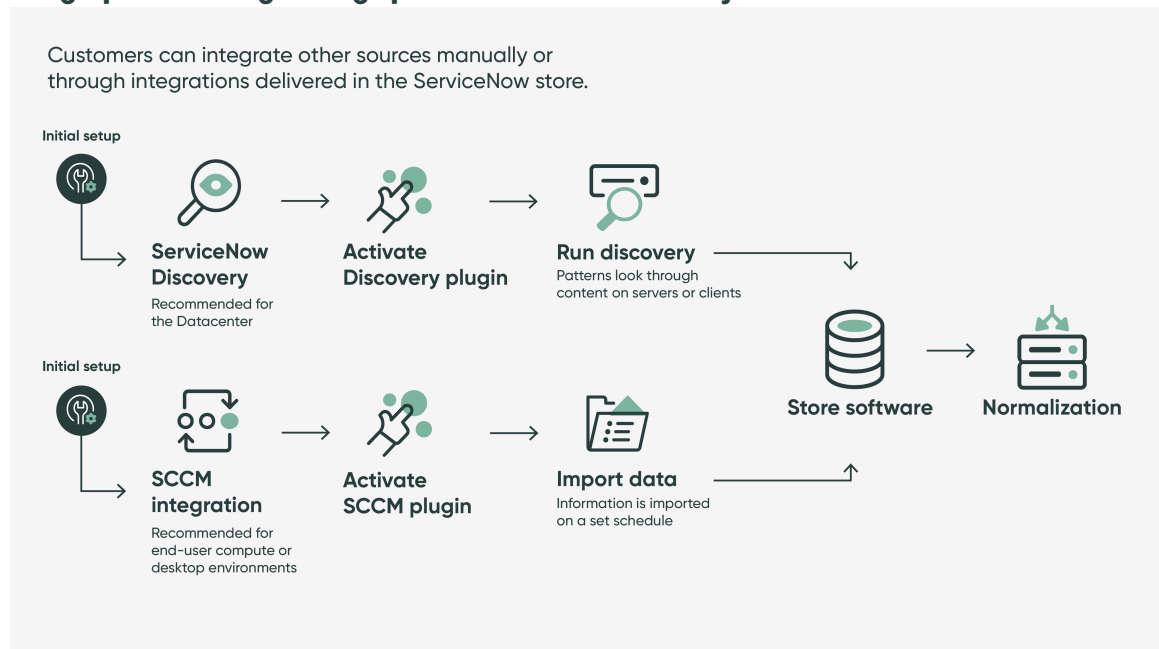 Customers can integrate other sources manually or
through integrations delivered in the ServiceNow store.
Initial setup
ServiceNow
Discovery
Recommended for
the Datacenter
Activate
Discovery plugin
Run discovery
Patterns look through
content on servers or clients
Store software
Normalization
Initial setup
SCCM
integration
Recommended for
end-user compute or
desktop environments
Activate
SCCM plugin
Import data
Information is imported
on a set schedule